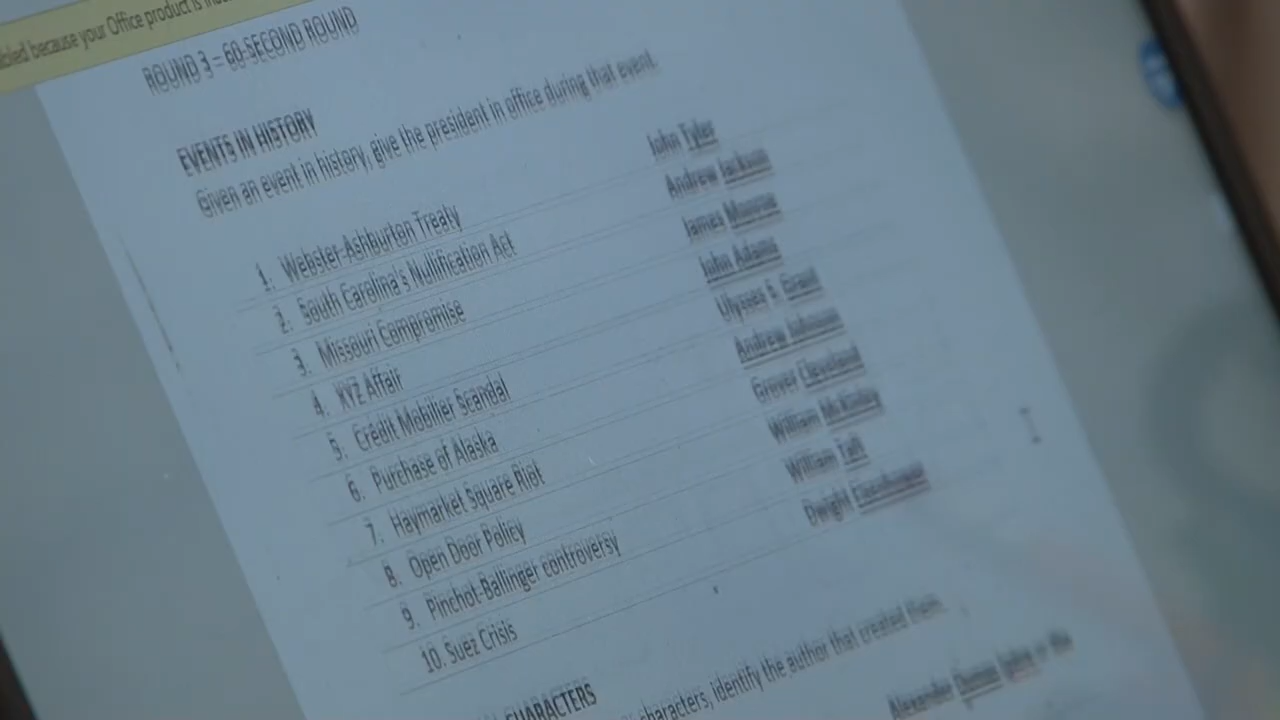 because your Office product is
ROUND 3 – 60-SECOND ROUND
EVENTS IN HISTORY
Given an event in history, give the president in office during that event.
1. Webster-Ashburton Treaty John Tyler
2. South Carolina's Nullification Act Andrew Jackson
3. Missouri Compromise James Monroe
4. XYZ Affair John Adams
5. Crédit Mobilier Scandal Ulysses S. Grant
6. Purchase of Alaska Andrew Johnson
7. Haymarket Square Riot Grover Cleveland
8. Open Door Policy William McKinley
9. Pinchot-Ballinger controversy William Taft
10. Suez Crisis Dwight Eisenhower
CHARACTERS
characters, identify the author that created them.
Alexander Dumas